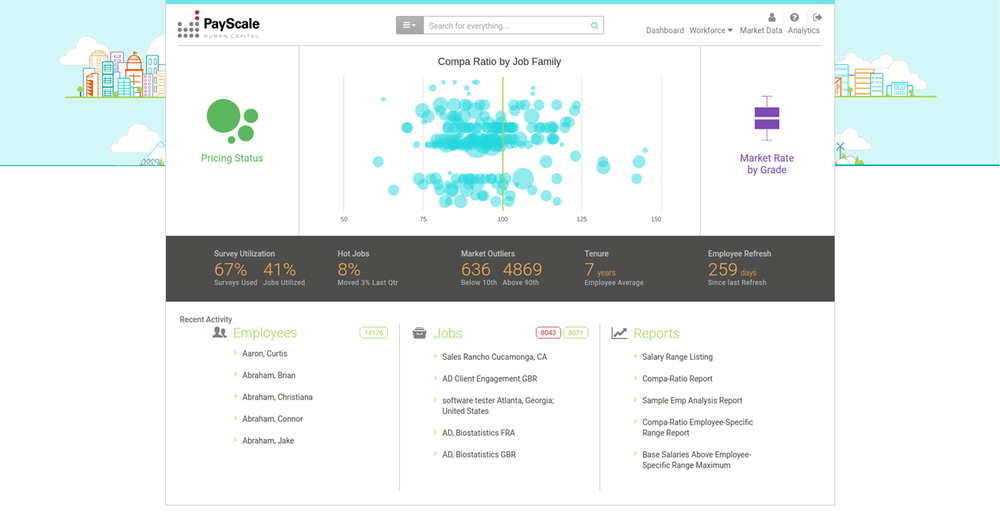 PayScale
HUMAN CAPITAL
Search for everything...
Dashboard Workforce Market Data Analytics
Compa Ratio by Job Family
Pricing Status
Market Rate
by Grade
50 75 100 125 150
Survey Utilization
67% 41%
Surveys Used Jobs Utilized
Hot Jobs
8%
Moved 3% Last Qtr
Market Outliers
636 4869
Below 10th Above 90th
Tenure
7 years
Employee Average
Employee Refresh
259 days
Since last Refresh
Recent Activity
Employees 14176
Aaron, Curtis
Abraham, Brian
Abraham, Christiana
Abraham, Connor
Abraham, Jake
Jobs 8043 8071
Sales Rancho Cucamonga, CA
AD Client Engagement GBR
software tester Atlanta, Georgia;
United States
AD, Biostatistics FRA
AD, Biostatistics GBR
Reports
Salary Range Listing
Compa-Ratio Report
Sample Emp Analysis Report
Compa-Ratio Employee-Specific
Range Report
Base Salaries Above Employee-
Specific Range Maximum